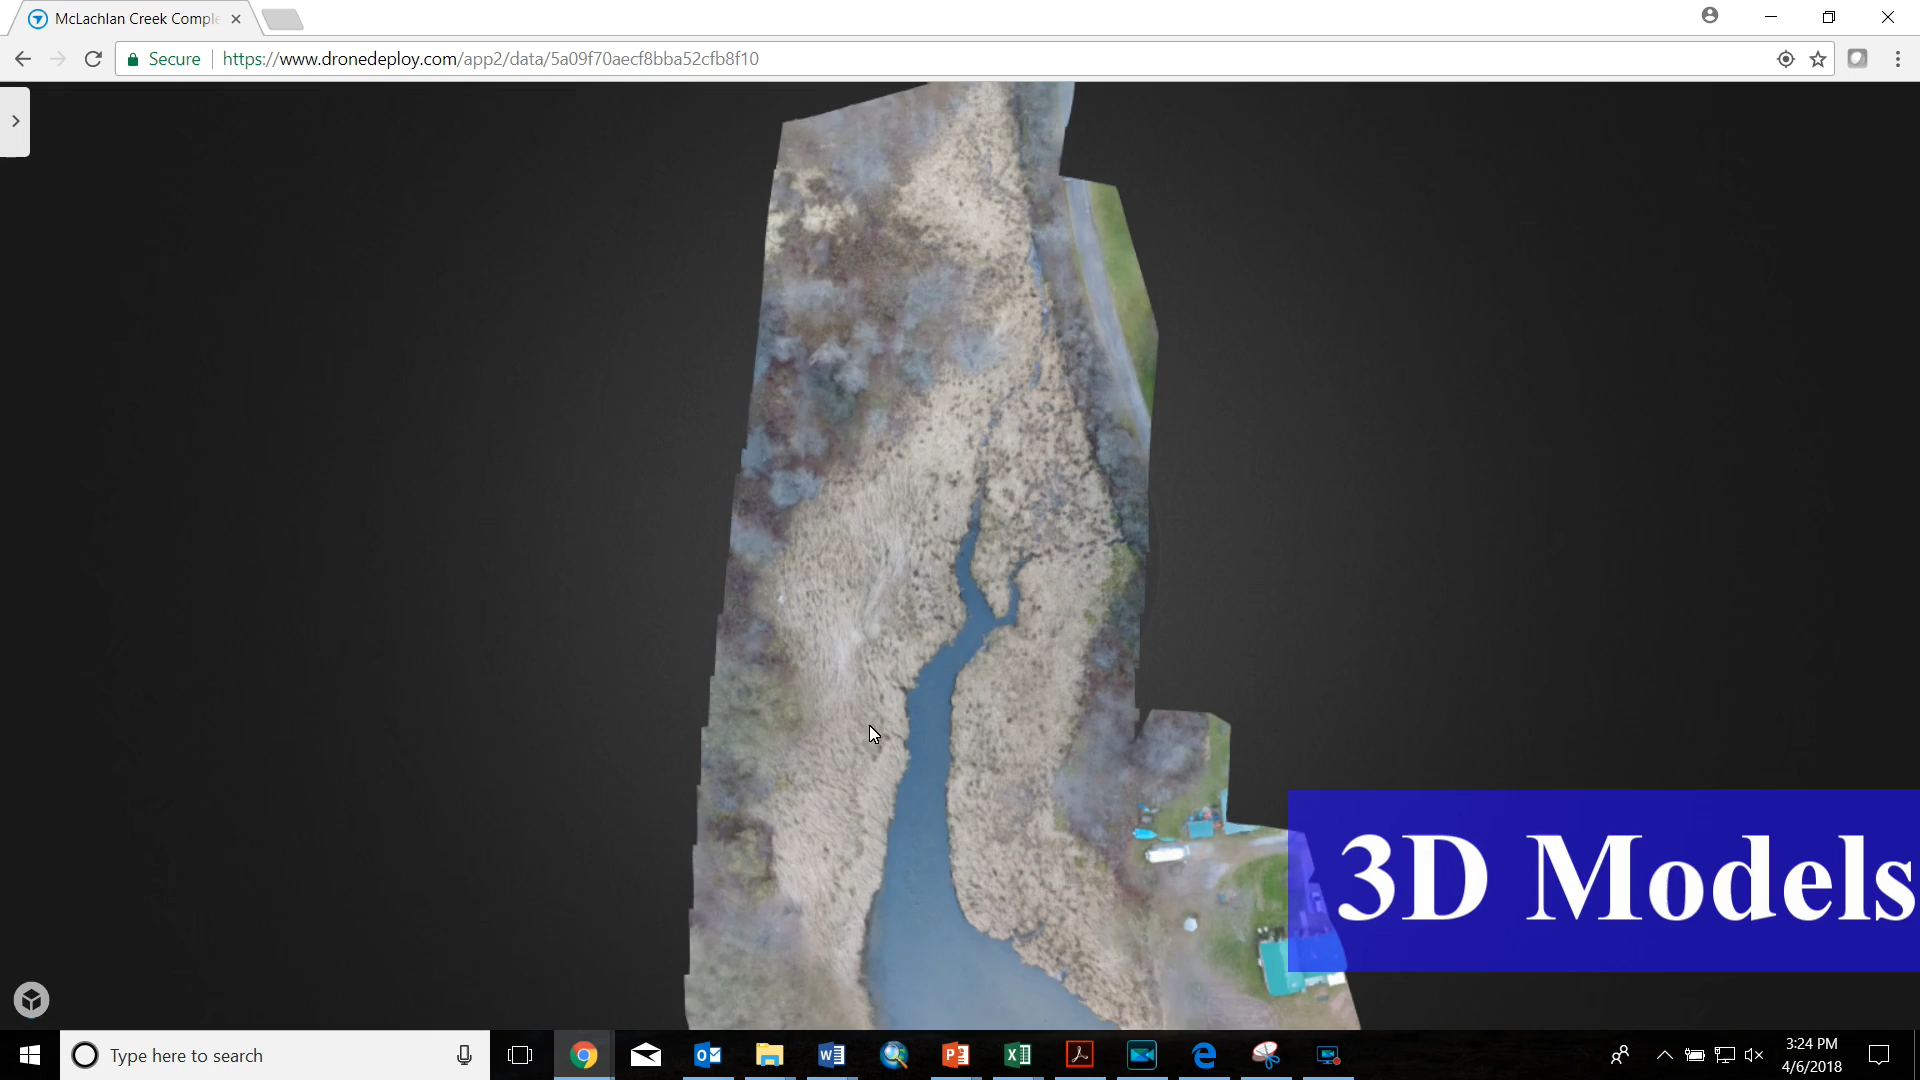 McLachlan Creek Comple
Secure
https://www.dronedeploy.com/app2/data/5a09f70aecf8bba52cfb8f10
3D Models
Type here to search
3:24 PM
4/6/2018